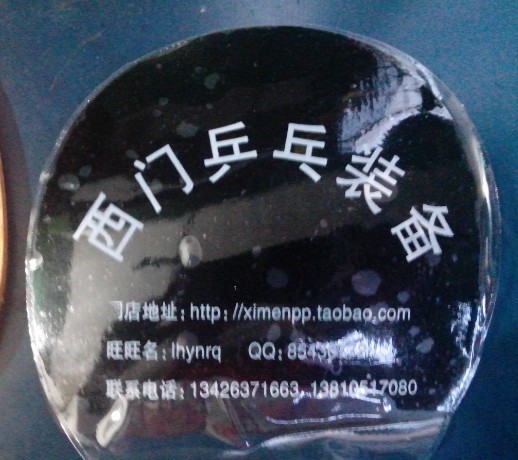 西门乒乓装备
店地址: http: //ximenpp.taobao.com
旺旺名: lhynrq QQ:
联系电话: 13426371663, 13810517080